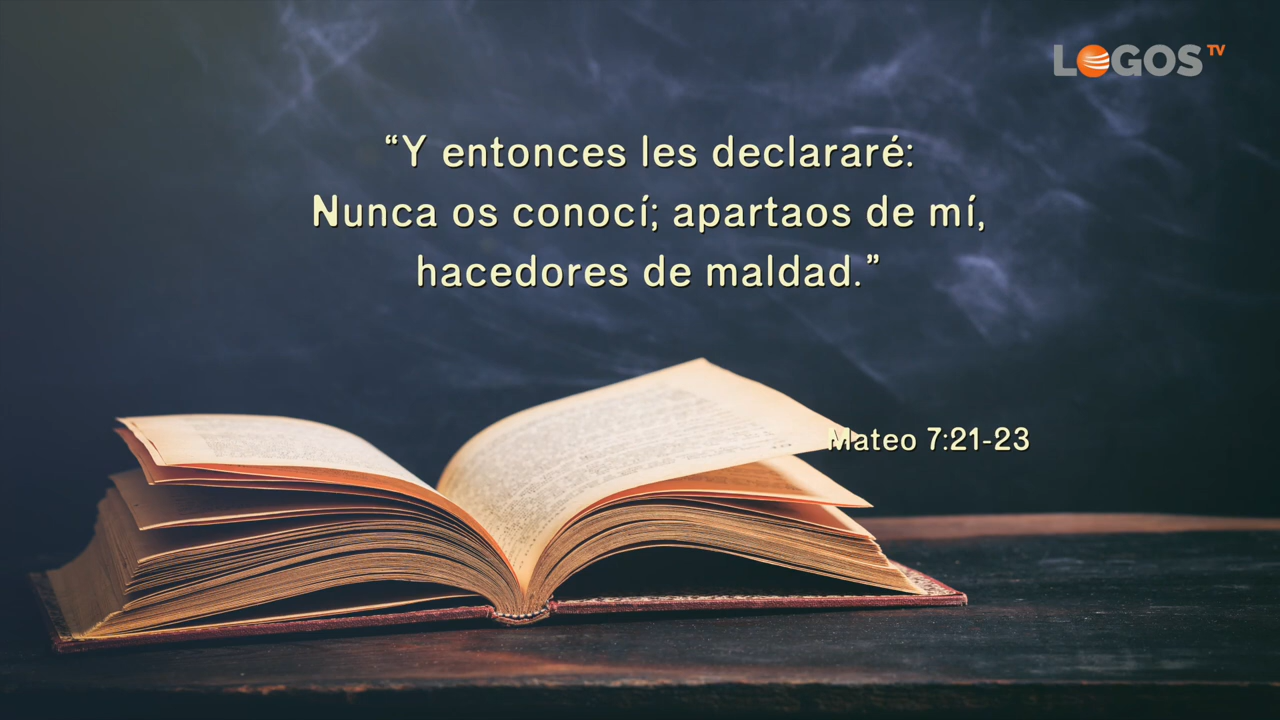 LOGOS TV
“Y entonces les declararé:
Nunca os conocí; apartaos de mí,
hacedores de maldad.”
Mateo 7:21-23